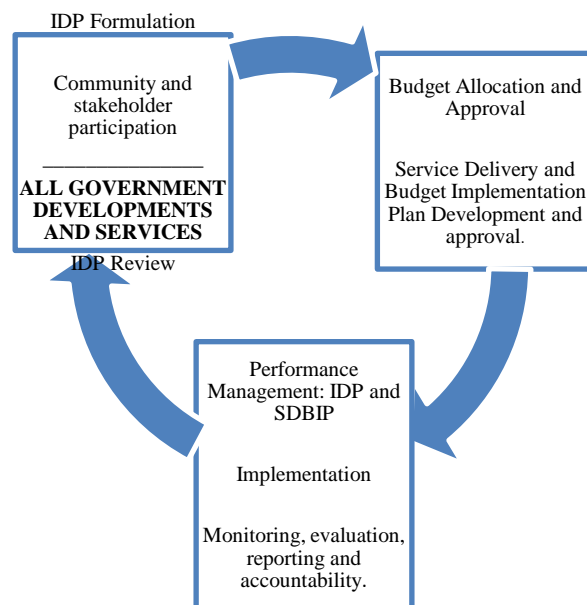 IDP Formulation
Community and
stakeholder
participation
_______________
ALL GOVERNMENT
DEVELOPMENTS
AND SERVICES
IDP Review
Budget Allocation and
Approval
Service Delivery and
Budget Implementation
Plan Development and
approval.
Performance
Management: IDP and
SDBIP
Implementation
Monitoring, evaluation,
reporting and
accountability.